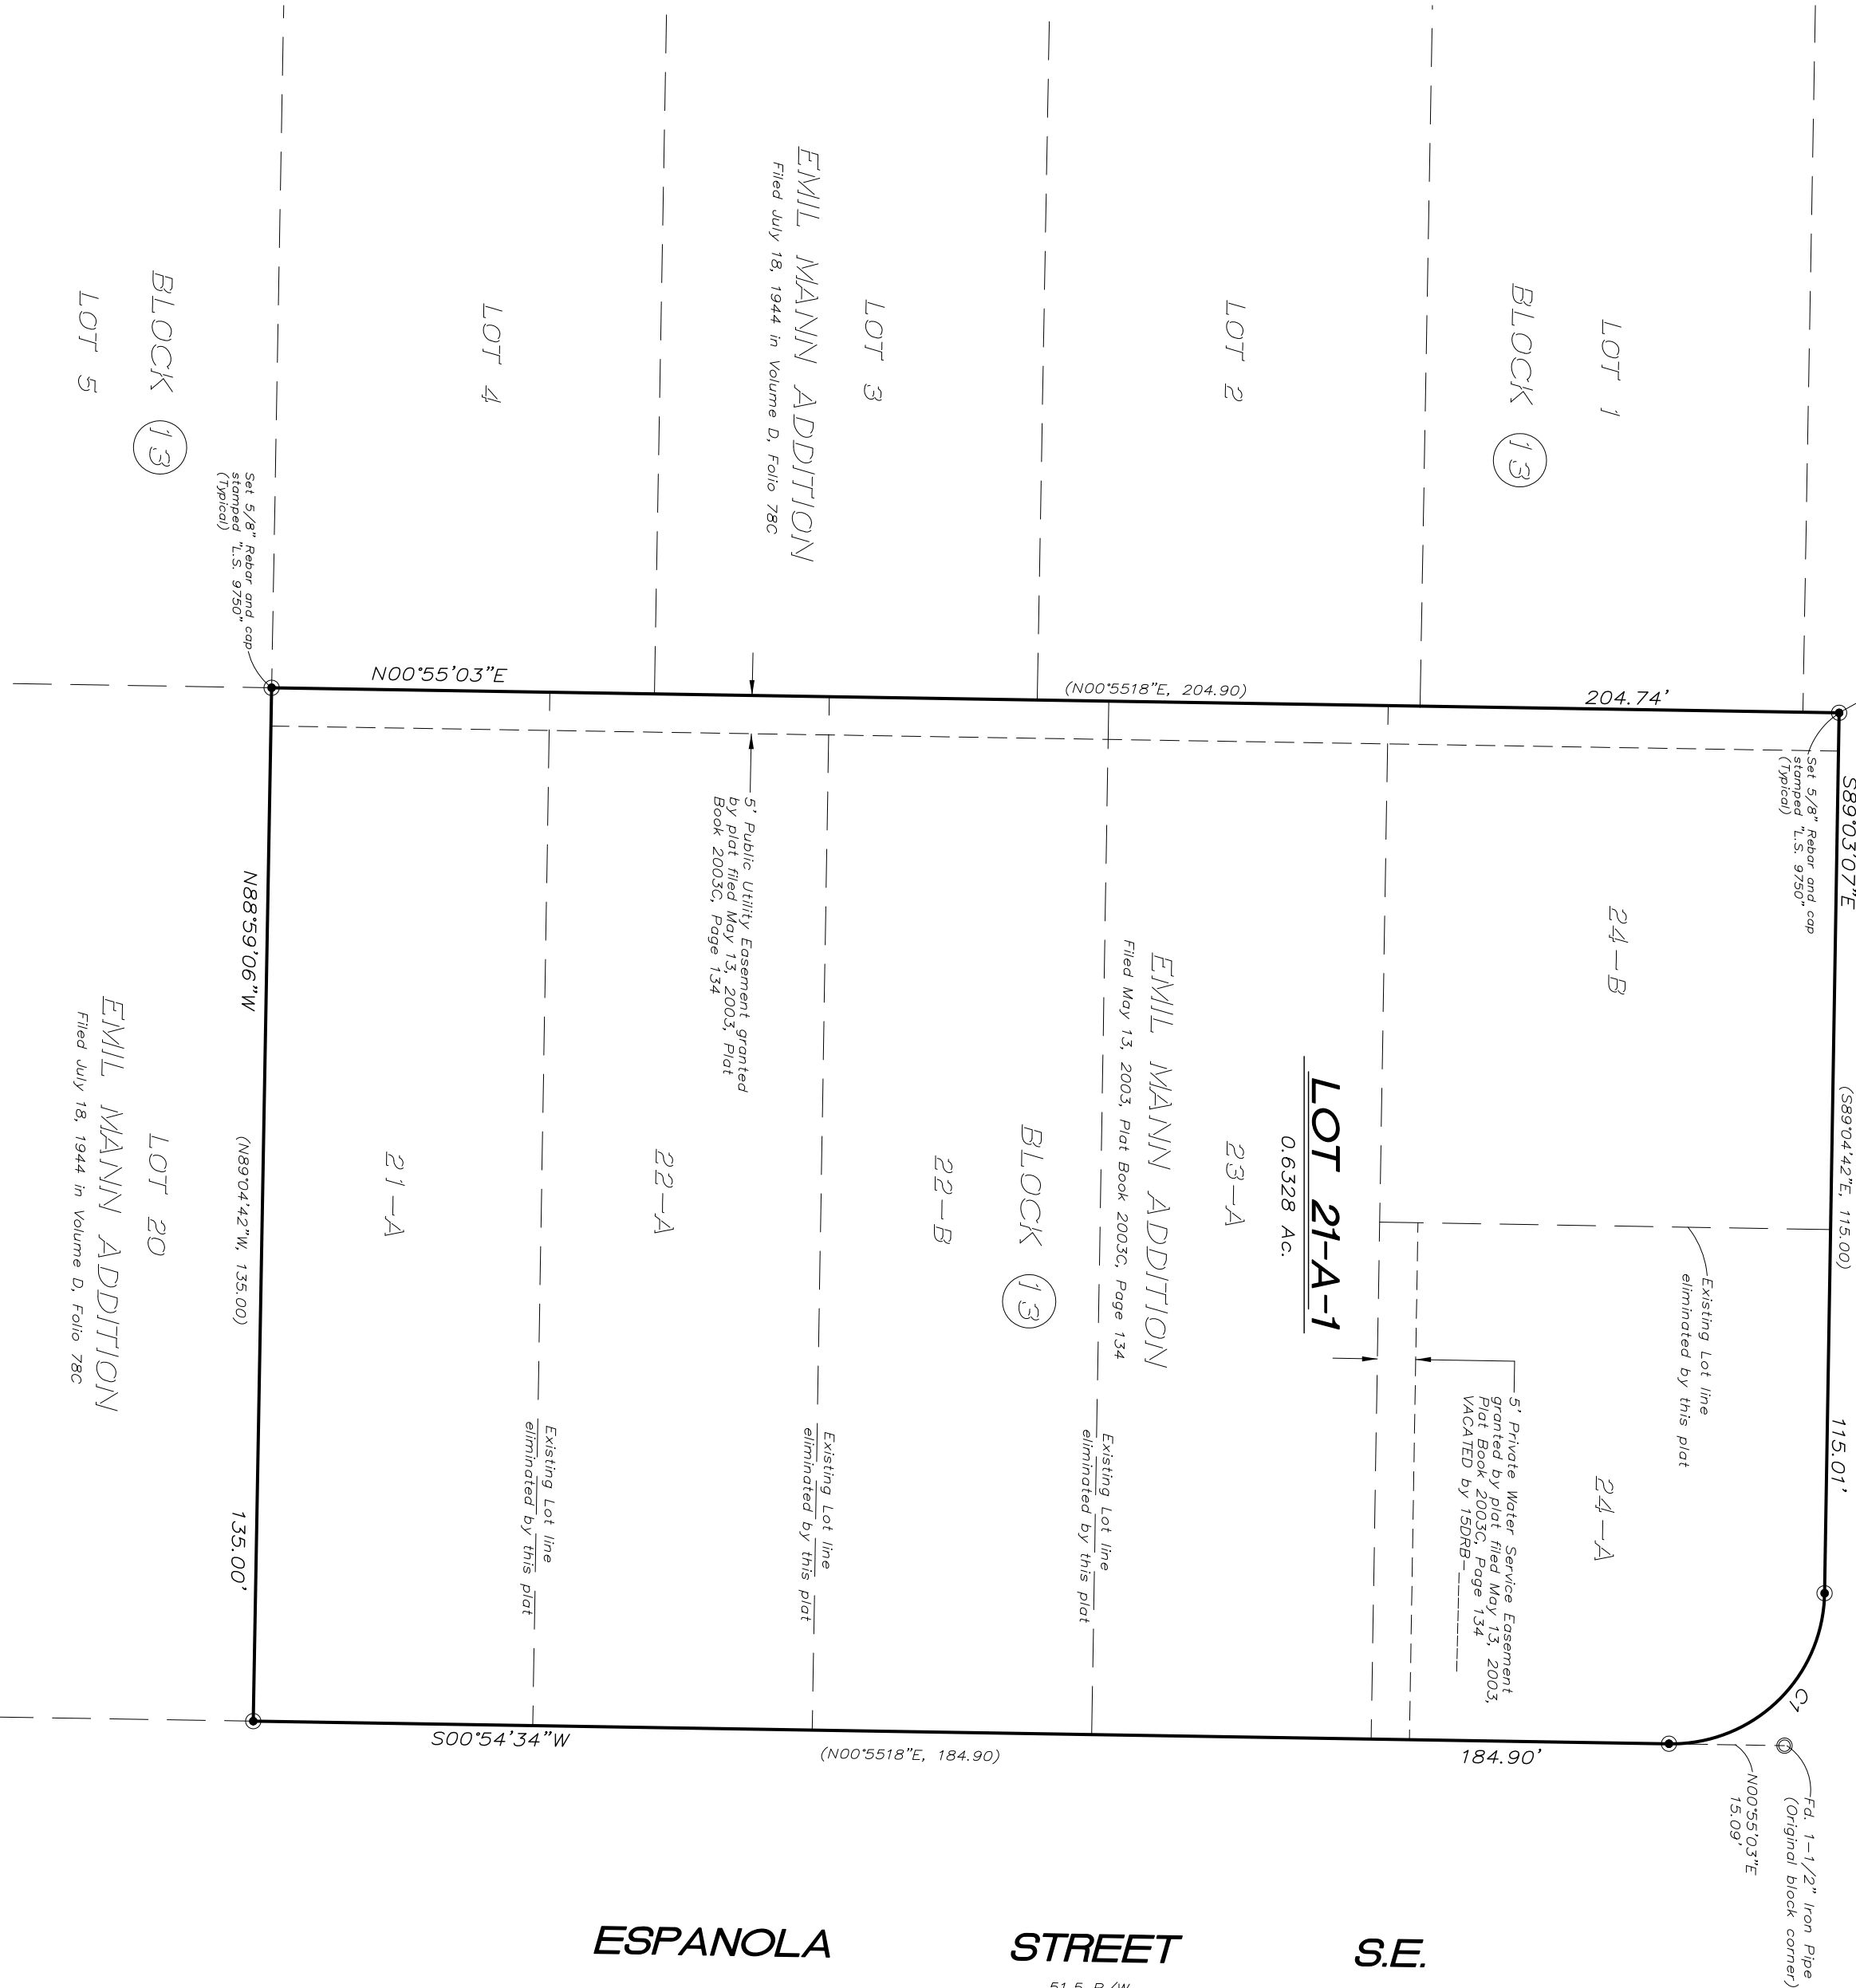 LOT 1
BLOCK 13
LOT 2
LOT 3
EMIL MANN ADDITION
Filed July 18, 1944 in Volume D, Folio 78C
LOT 4
BLOCK 13
LOT 5
Set 5/8" Rebar and cap
stamped "L.S. 9750"
(Typical)
N00°55'03"E
(N00°5518"E, 204.90)
204.74'
Set 5/8" Rebar and cap
stamped "L.S. 9750"
(Typical)
S89°03'07"E
(S89°04'42"E, 115.00)
115.01'
24-B
5' Public Utility Easement granted
by plat filed May 13, 2003, Plat
Book 2003C, Page 134
EMIL MANN ADDITION
Filed May 13, 2003, Plat Book 2003C, Page 134
LOT 21-A-1
0.6328 Ac.
23-A
BLOCK 13
22-B
22-A
21-A
N88°59'06"W
(N89°04'42"W, 135.00)
135.00'
LOT 20
EMIL MANN ADDITION
Filed July 18, 1944 in Volume D, Folio 78C
Existing Lot line
eliminated by this plat
24-A
5' Private Water Service Easement
granted by plat filed May 13, 2003,
Plat Book 2003C, Page 134
VACATED by 15DRB-__________
Existing Lot line
eliminated by this plat
Existing Lot line
eliminated by this plat
Existing Lot line
eliminated by this plat
C1
S00°54'34"W
(N00°5518"E, 184.90)
184.90'
N00°55'03"E
15.09'
Fd. 1-1/2" Iron Pipe
(Original block corner)
ESPANOLA STREET S.E.
51.5 R/W